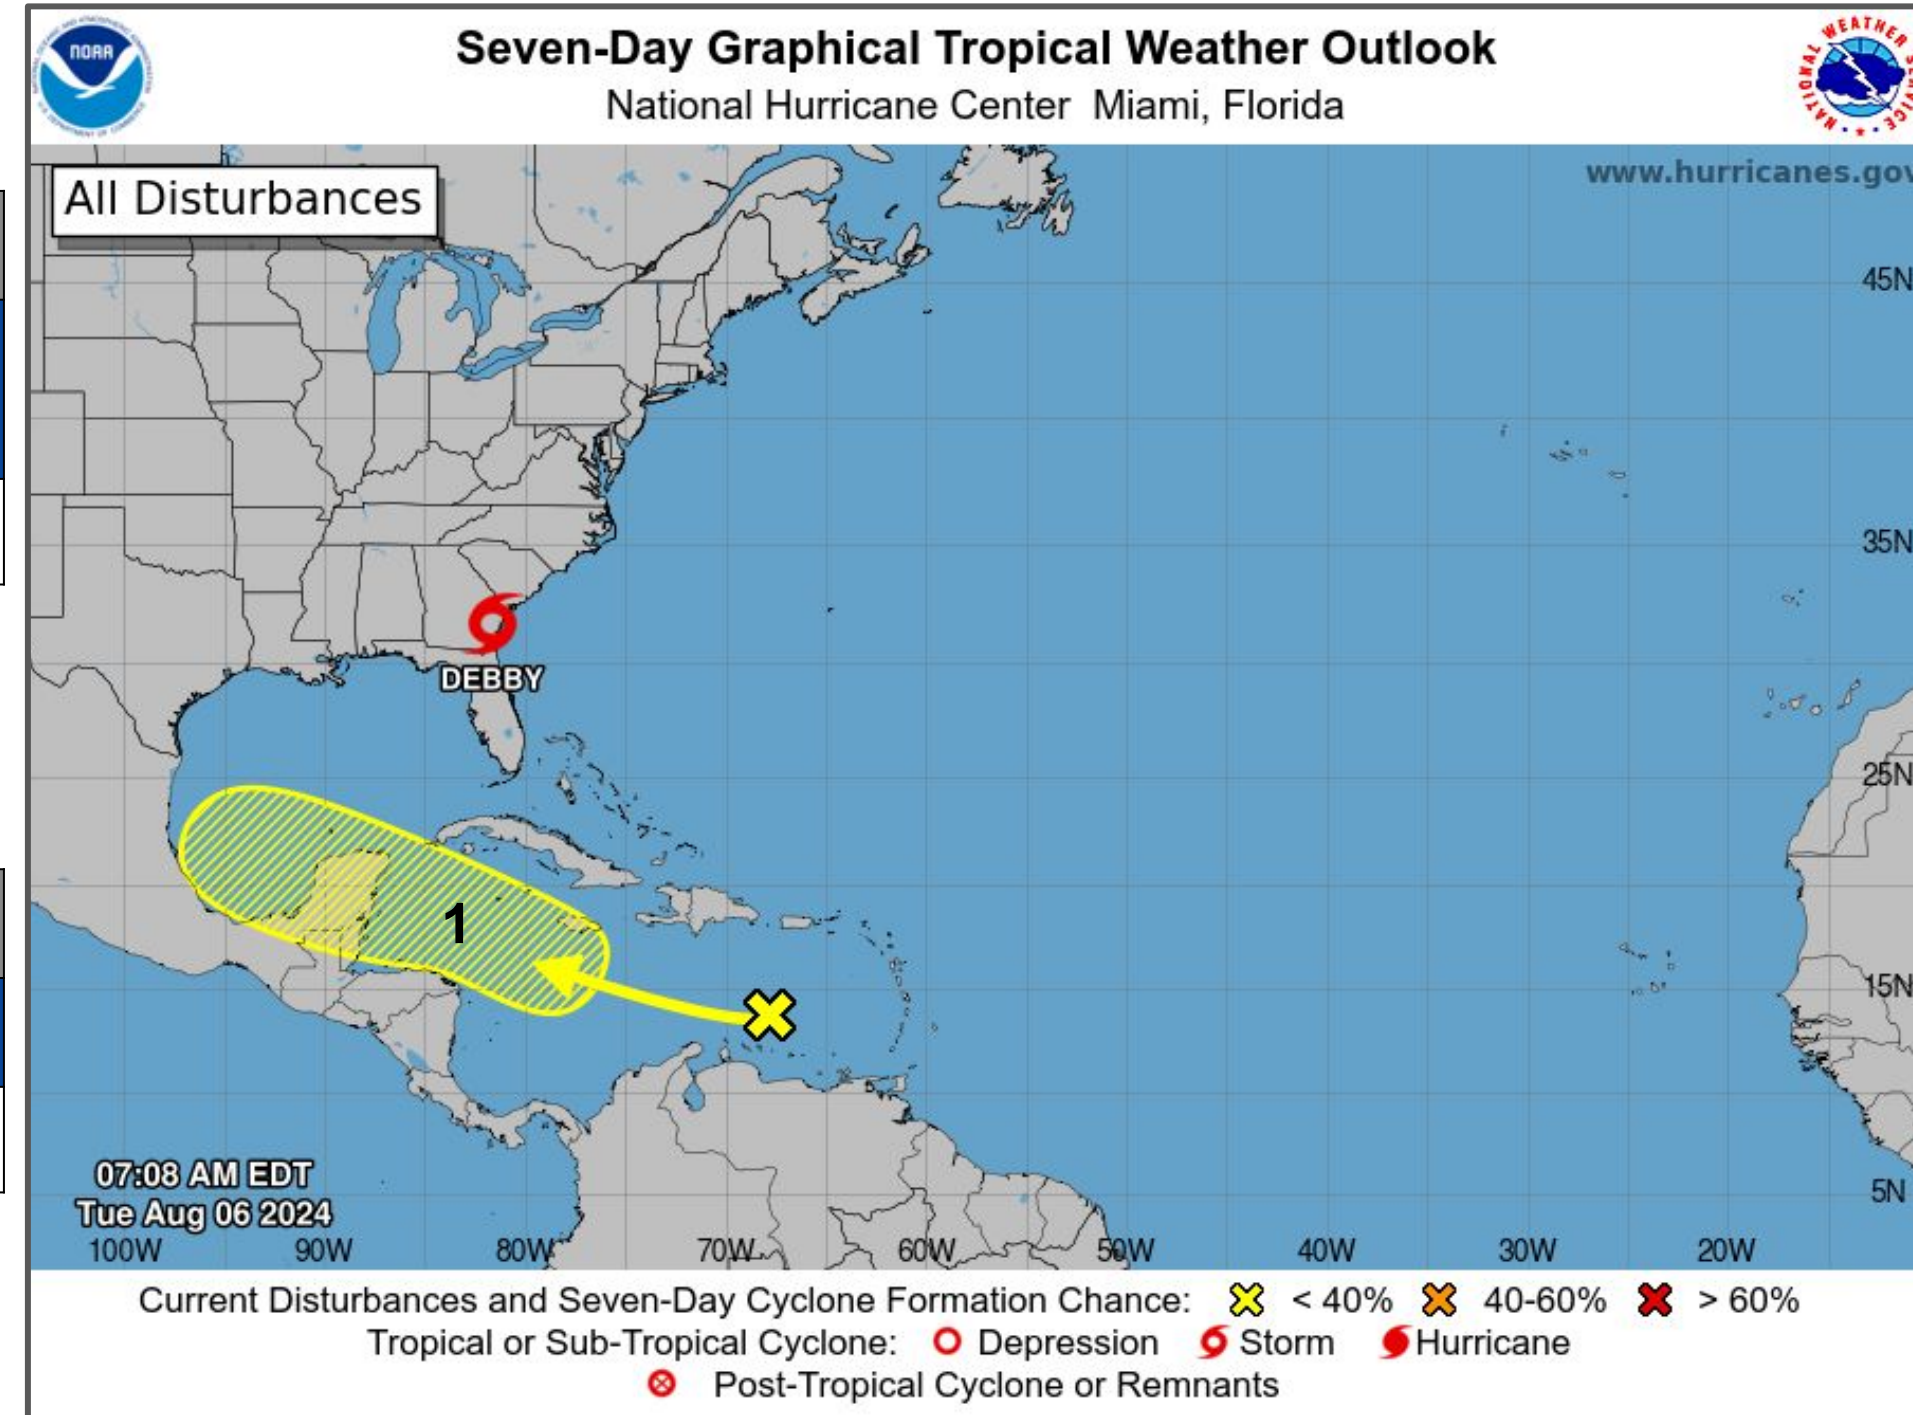 NOAA
Seven-Day Graphical Tropical Weather Outlook
National Hurricane Center Miami, Florida
All Disturbances
www.hurricanes.gov
45N
35N
DEBBY
25N
1
15N
07:08 AM EDT
5N
Tue Aug 06 2024
100W 90W 80W 70W 60W 50W 40W 30W 20W
Current Disturbances and Seven-Day Cyclone Formation Chance: < 40% 40-60% > 60%
Tropical or Sub-Tropical Cyclone: Depression Storm Hurricane
Post-Tropical Cyclone or Remnants